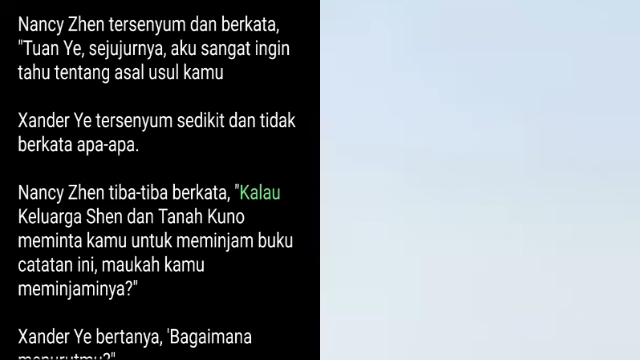 Nancy Zhen tersenyum dan berkata,
"Tuan Ye, sejujurnya, aku sangat ingin
tahu tentang asal usul kamu
Xander Ye tersenyum sedikit dan tidak
berkata apa-apa.
Nancy Zhen tiba-tiba berkata, "Kalau
Keluarga Shen dan Tanah Kuno
meminta kamu untuk meminjam buku
catatan ini, maukah kamu
meminjaminya?"
Xander Ye bertanya, 'Bagaimana
menurutmu?"